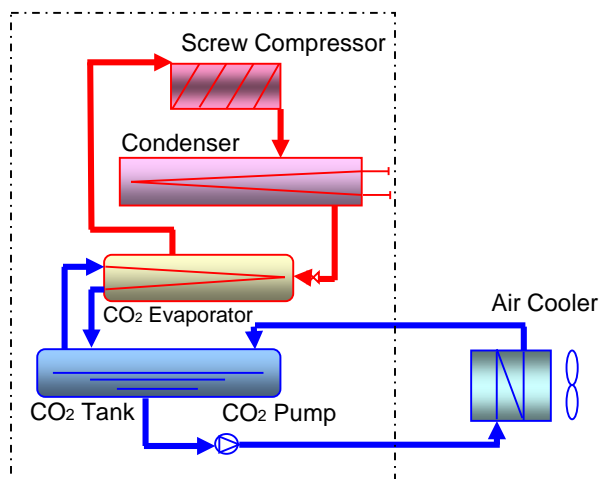 Screw Compressor
Condenser
CO2 Evaporator
Air Cooler
CO2 Tank
CO2 Pump